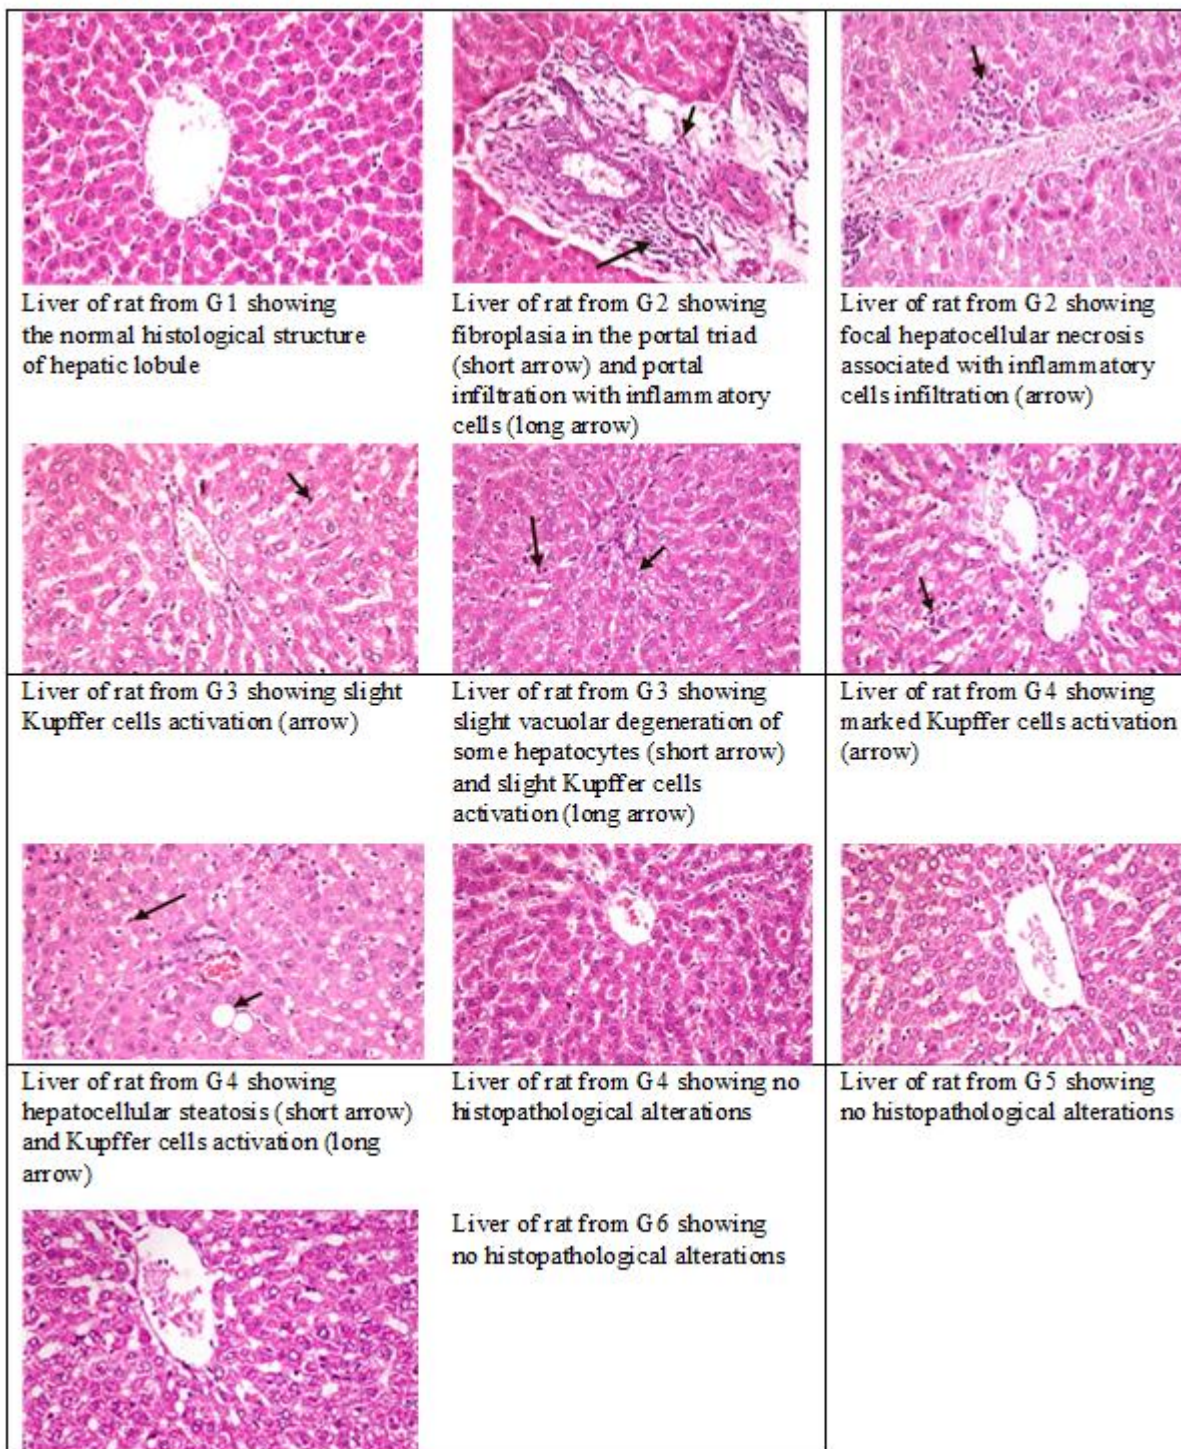 Liver of rat from G1 showing
the normal histological structure
of hepatic lobule
Liver of rat from G2 showing
fibroplasia in the portal triad
(short arrow) and portal
infiltration with inflammatory
cells (long arrow)
Liver of rat from G2 showing
focal hepatocellular necrosis
associated with inflammatory
cells infiltration (arrow)
Liver of rat from G3 showing slight
Kupffer cells activation (arrow)
Liver of rat from G3 showing
slight vacuolar degeneration of
some hepatocytes (short arrow)
and slight Kupffer cells
activation (long arrow)
Liver of rat from G4 showing
marked Kupffer cells activation
(arrow)
Liver of rat from G4 showing
hepatocellular steatosis (short arrow)
and Kupffer cells activation (long
arrow)
Liver of rat from G4 showing no
histopathological alterations
Liver of rat from G5 showing
no histopathological alterations
Liver of rat from G6 showing
no histopathological alterations